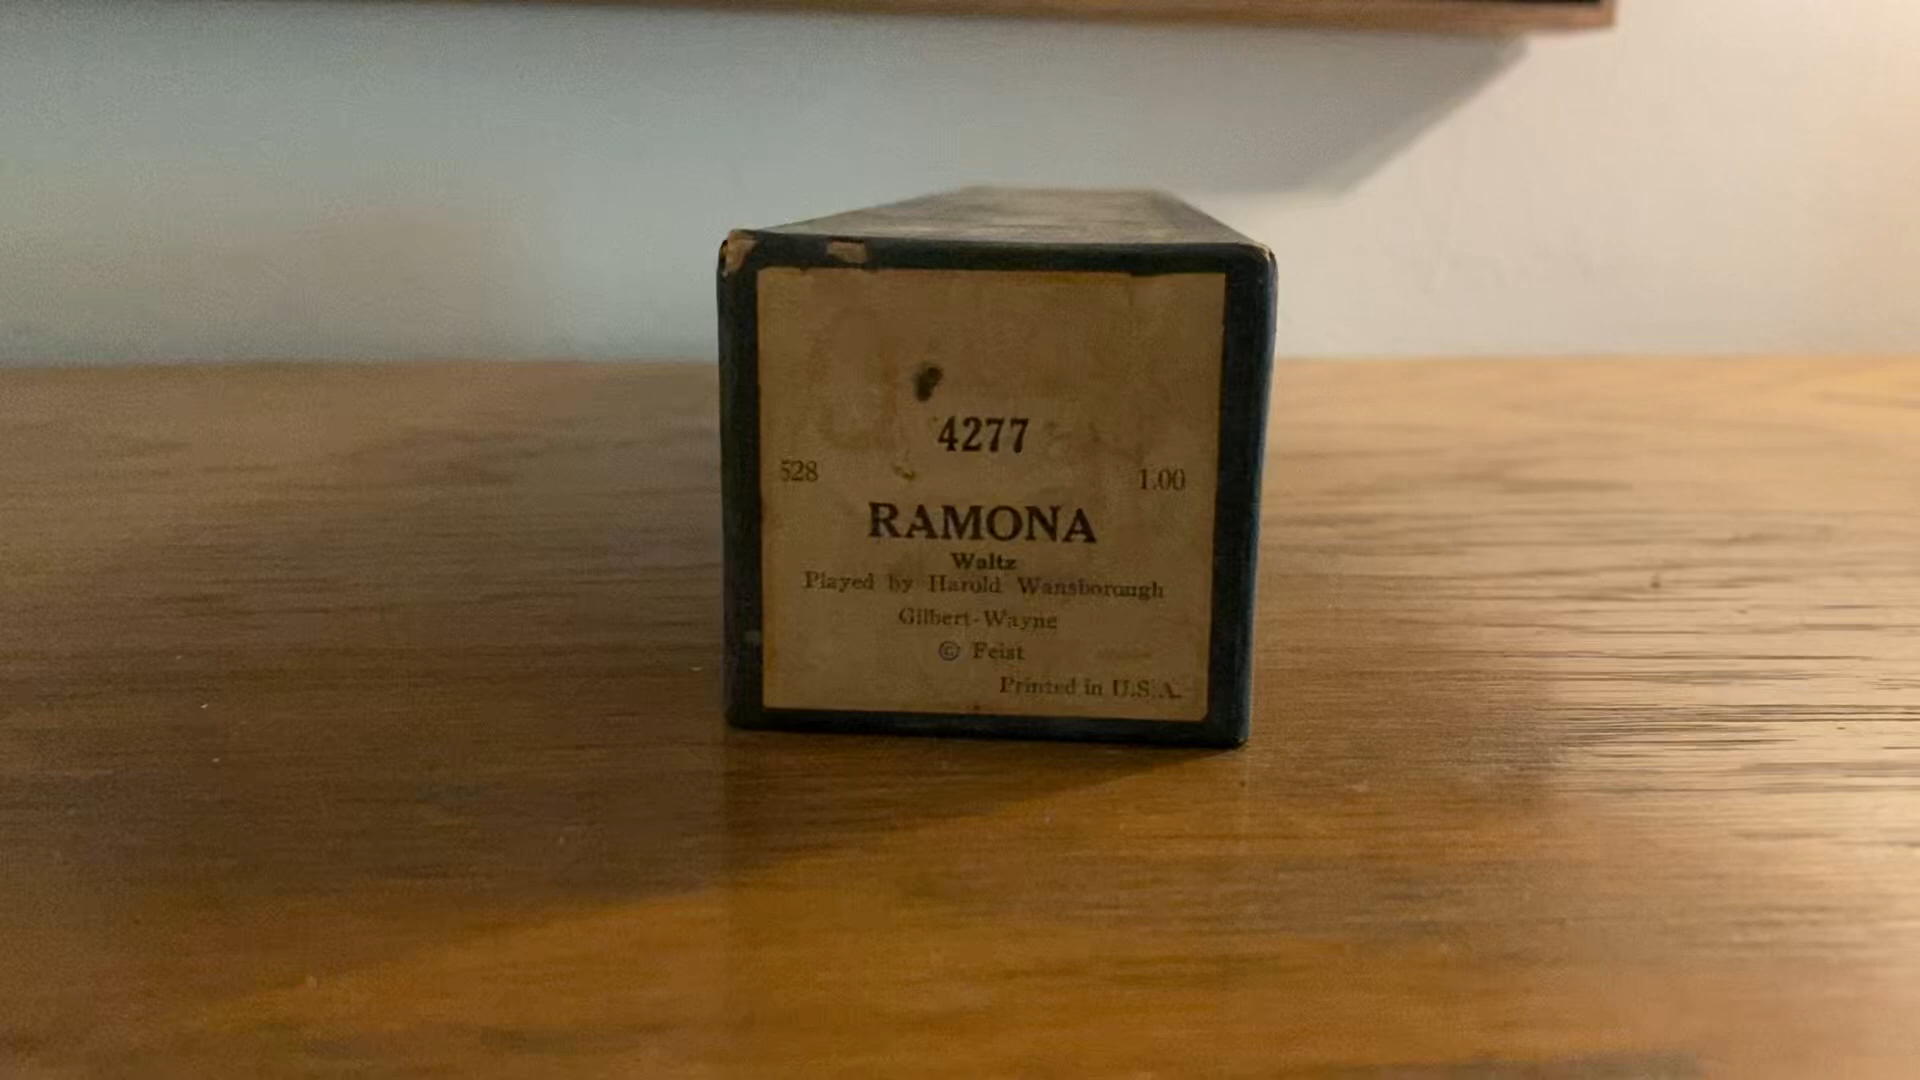 4277
528 1.00
RAMONA
Waltz
Played by Harold Wansborough
Gilbert-Wayne
© Feist
Printed in U.S.A.